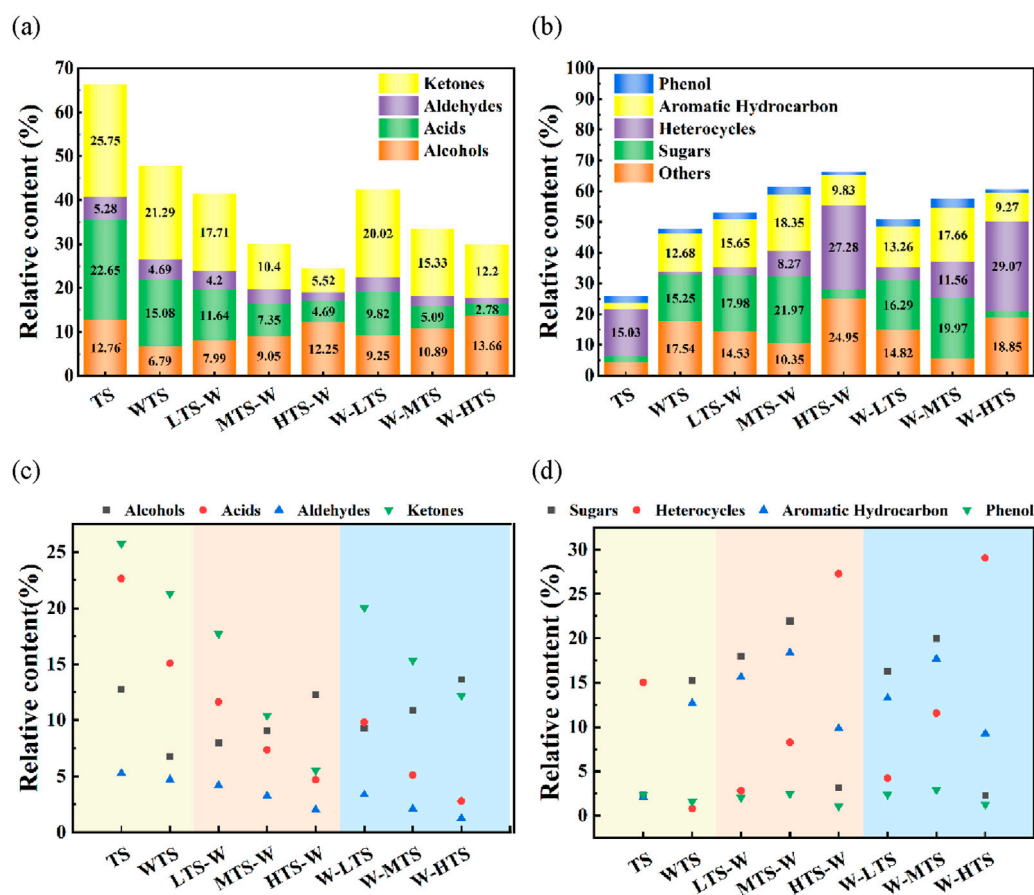 (a)
Relative content (%)
70
60
50
40
30
20
10
0
Ketones
Aldehydes
Acids
Alcohols
25.75
5.28
22.65
12.76
21.29
4.69
15.08
6.79
17.71
4.2
11.64
7.99
10.4
7.35
9.05
5.52
4.69
12.25
20.02
9.82
9.25
15.33
5.09
10.89
12.2
2.78
13.66
TS
WTS
LTS-W
MTS-W
HTS-W
W-LTS
W-MTS
W-HTS
(b)
Relative content (%)
100
90
80
70
60
50
40
30
20
10
0
Phenol
Aromatic Hydrocarbon
Heterocycles
Sugars
Others
15.03
12.68
15.25
17.54
15.65
17.98
14.53
18.35
8.27
21.97
10.35
9.83
27.28
24.95
13.26
16.29
14.82
17.66
11.56
19.97
9.27
29.07
18.85
TS
WTS
LTS-W
MTS-W
HTS-W
W-LTS
W-MTS
W-HTS
(c)
Alcohols Acids Aldehydes Ketones
Relative content(%)
25
20
15
10
5
0
TS
WTS
LTS-W
MTS-W
HTS-W
W-LTS
W-MTS
W-HTS
(d)
Sugars Heterocycles Aromatic Hydrocarbon Phenol
Relative content (%)
30
25
20
15
10
5
0
TS
WTS
LTS-W
MTS-W
HTS-W
W-LTS
W-MTS
W-HTS